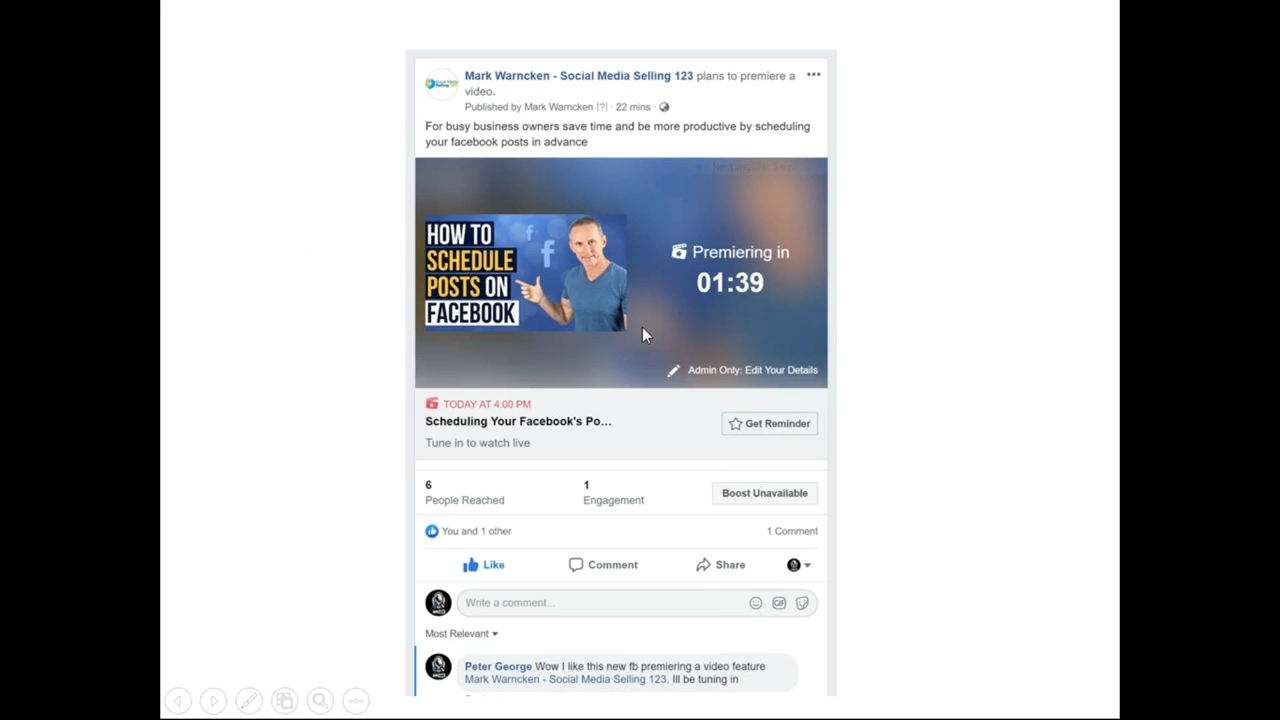 Mark Warncken - Social Media Selling 123 plans to premiere a
video.
Published by Mark Warncken [?] · 22 mins ·
For busy business owners save time and be more productive by scheduling
your facebook posts in advance
HOW TO
SCHEDULE
POSTS ON
FACEBOOK
f
f
Premiering in
01:39
Admin Only: Edit Your Details
TODAY AT 4:00 PM
Scheduling Your Facebook's Po...
Get Reminder
Tune in to watch live
6
People Reached
1
Engagement
Boost Unavailable
You and 1 other
1 Comment
Like
Comment
Share
Write a comment...
GIF
Most Relevant
Peter George Wow I like this new fb premiering a video feature
Mark Warncken - Social Media Selling 123. Ill be tuning in